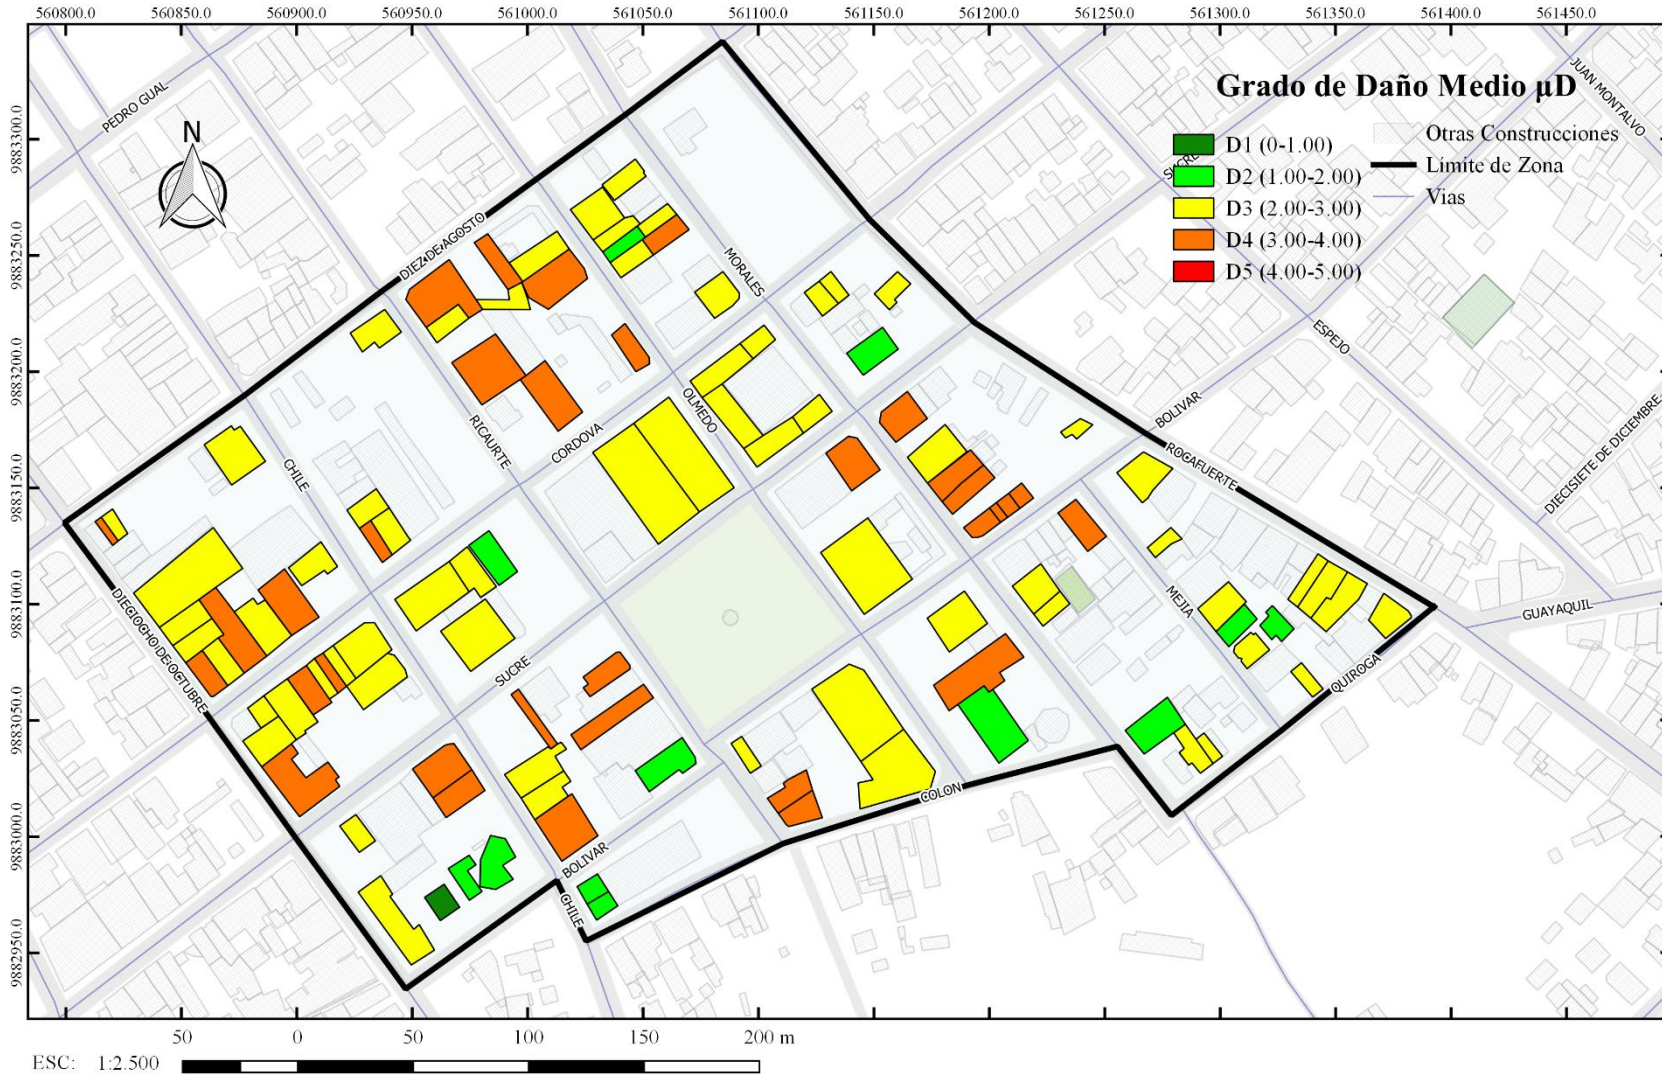 560800.0 560850.0 560900.0 560950.0 561000.0 561050.0 561100.0 561150.0 561200.0 561250.0 561300.0 561350.0 561400.0 561450.0
Grado de Daño Medio µD
D1 (0-1.00)
D2 (1.00-2.00)
D3 (2.00-3.00)
D4 (3.00-4.00)
D5 (4.00-5.00)
Otras Construcciones
Limite de Zona
Vias
N
PEDRO GUAL
JUAN MONTALVO
SUCRE
DIEZ DE AGOSTO
MORALES
ESPEJO
BOLIVAR
ROCAFUERTE
DIECISIETE DE DICIEMBRE
OLMEDO
RICAURTE
CORDOVA
CHILE
DIECIOCHO DE OCTUBRE
MEJIA
GUAYAQUIL
SUCRE
QUIROGA
COLON
BOLIVAR
CHILE
9883300.0
9883250.0
9883200.0
9883150.0
9883100.0
9883050.0
9883000.0
9882950.0
50 0 50 100 150 200 m
ESC: 1:2.500